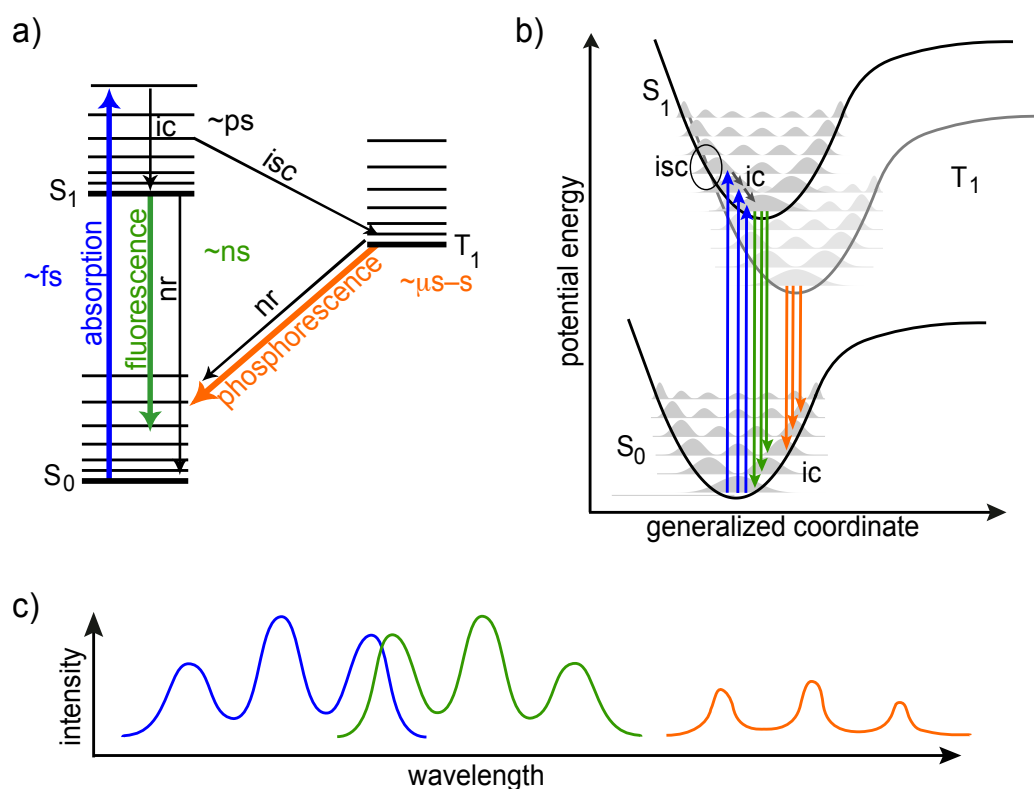 a)
~ps
ic
isc
S1
T1
absorption
fluorescence
nr
~fs
~ns
nr
phosphorescence
~μs–s
S0
b)
S1
isc
ic
T1
potential energy
S0
ic
generalized coordinate
c)
intensity
wavelength